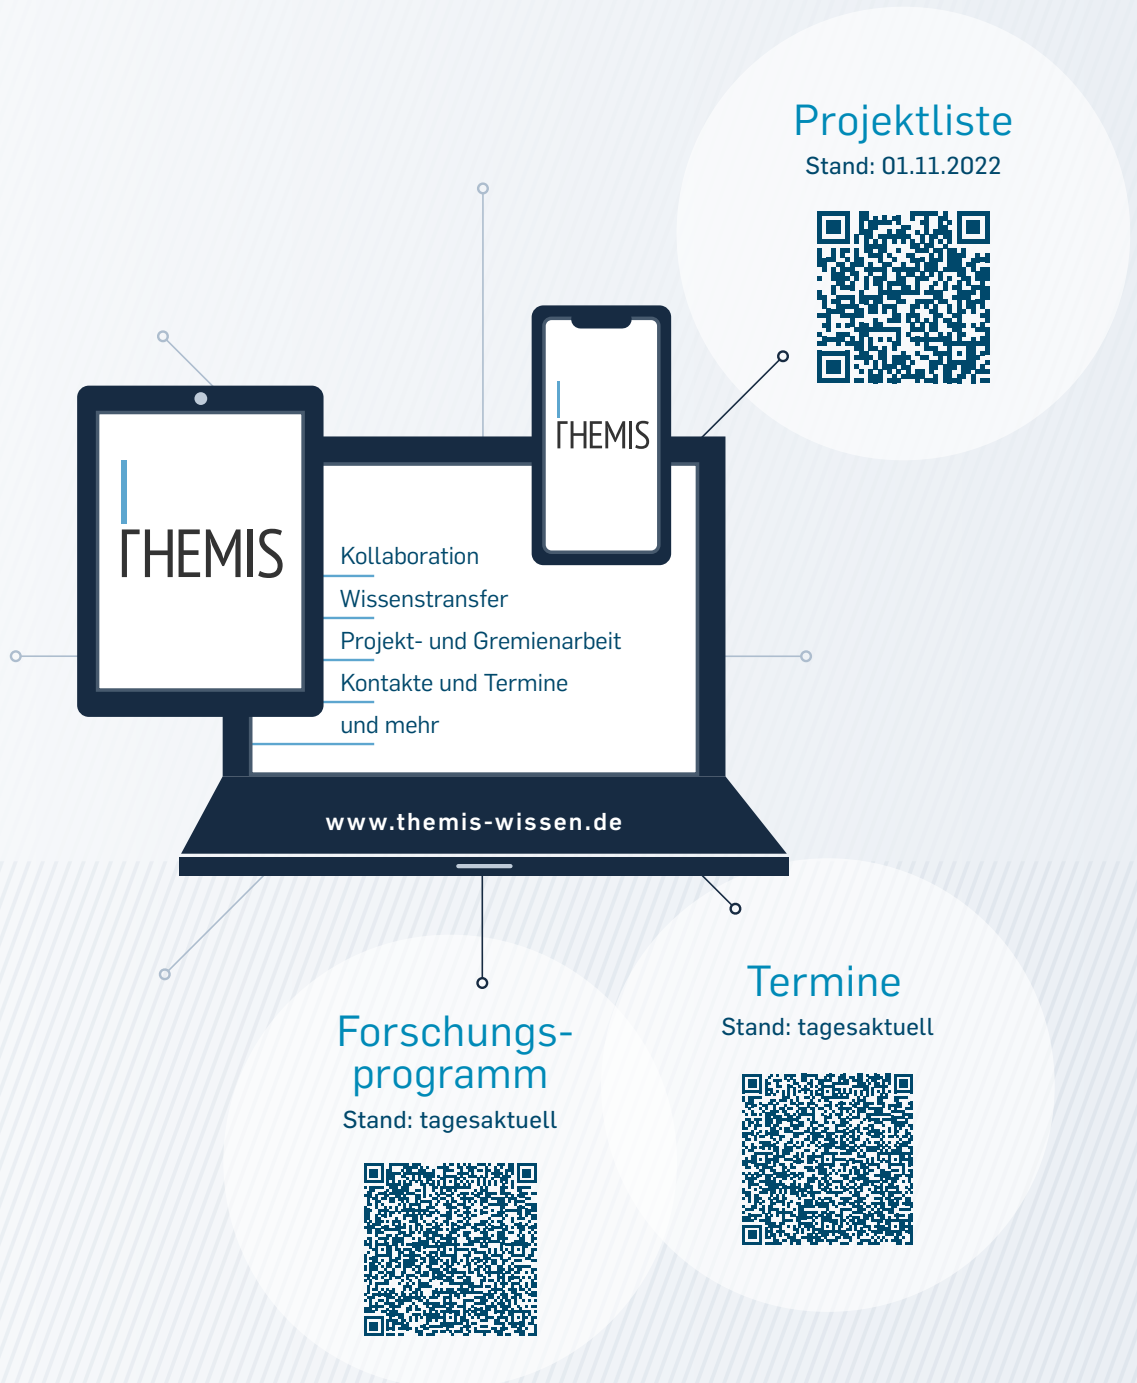 Projektliste
Stand: 01.11.2022
THEMIS
THEMIS
Kollaboration
Wissenstransfer
Projekt- und Gremienarbeit
Kontakte und Termine
und mehr
www.themis-wissen.de
Termine
Stand: tagesaktuell
Forschungs-
programm
Stand: tagesaktuell